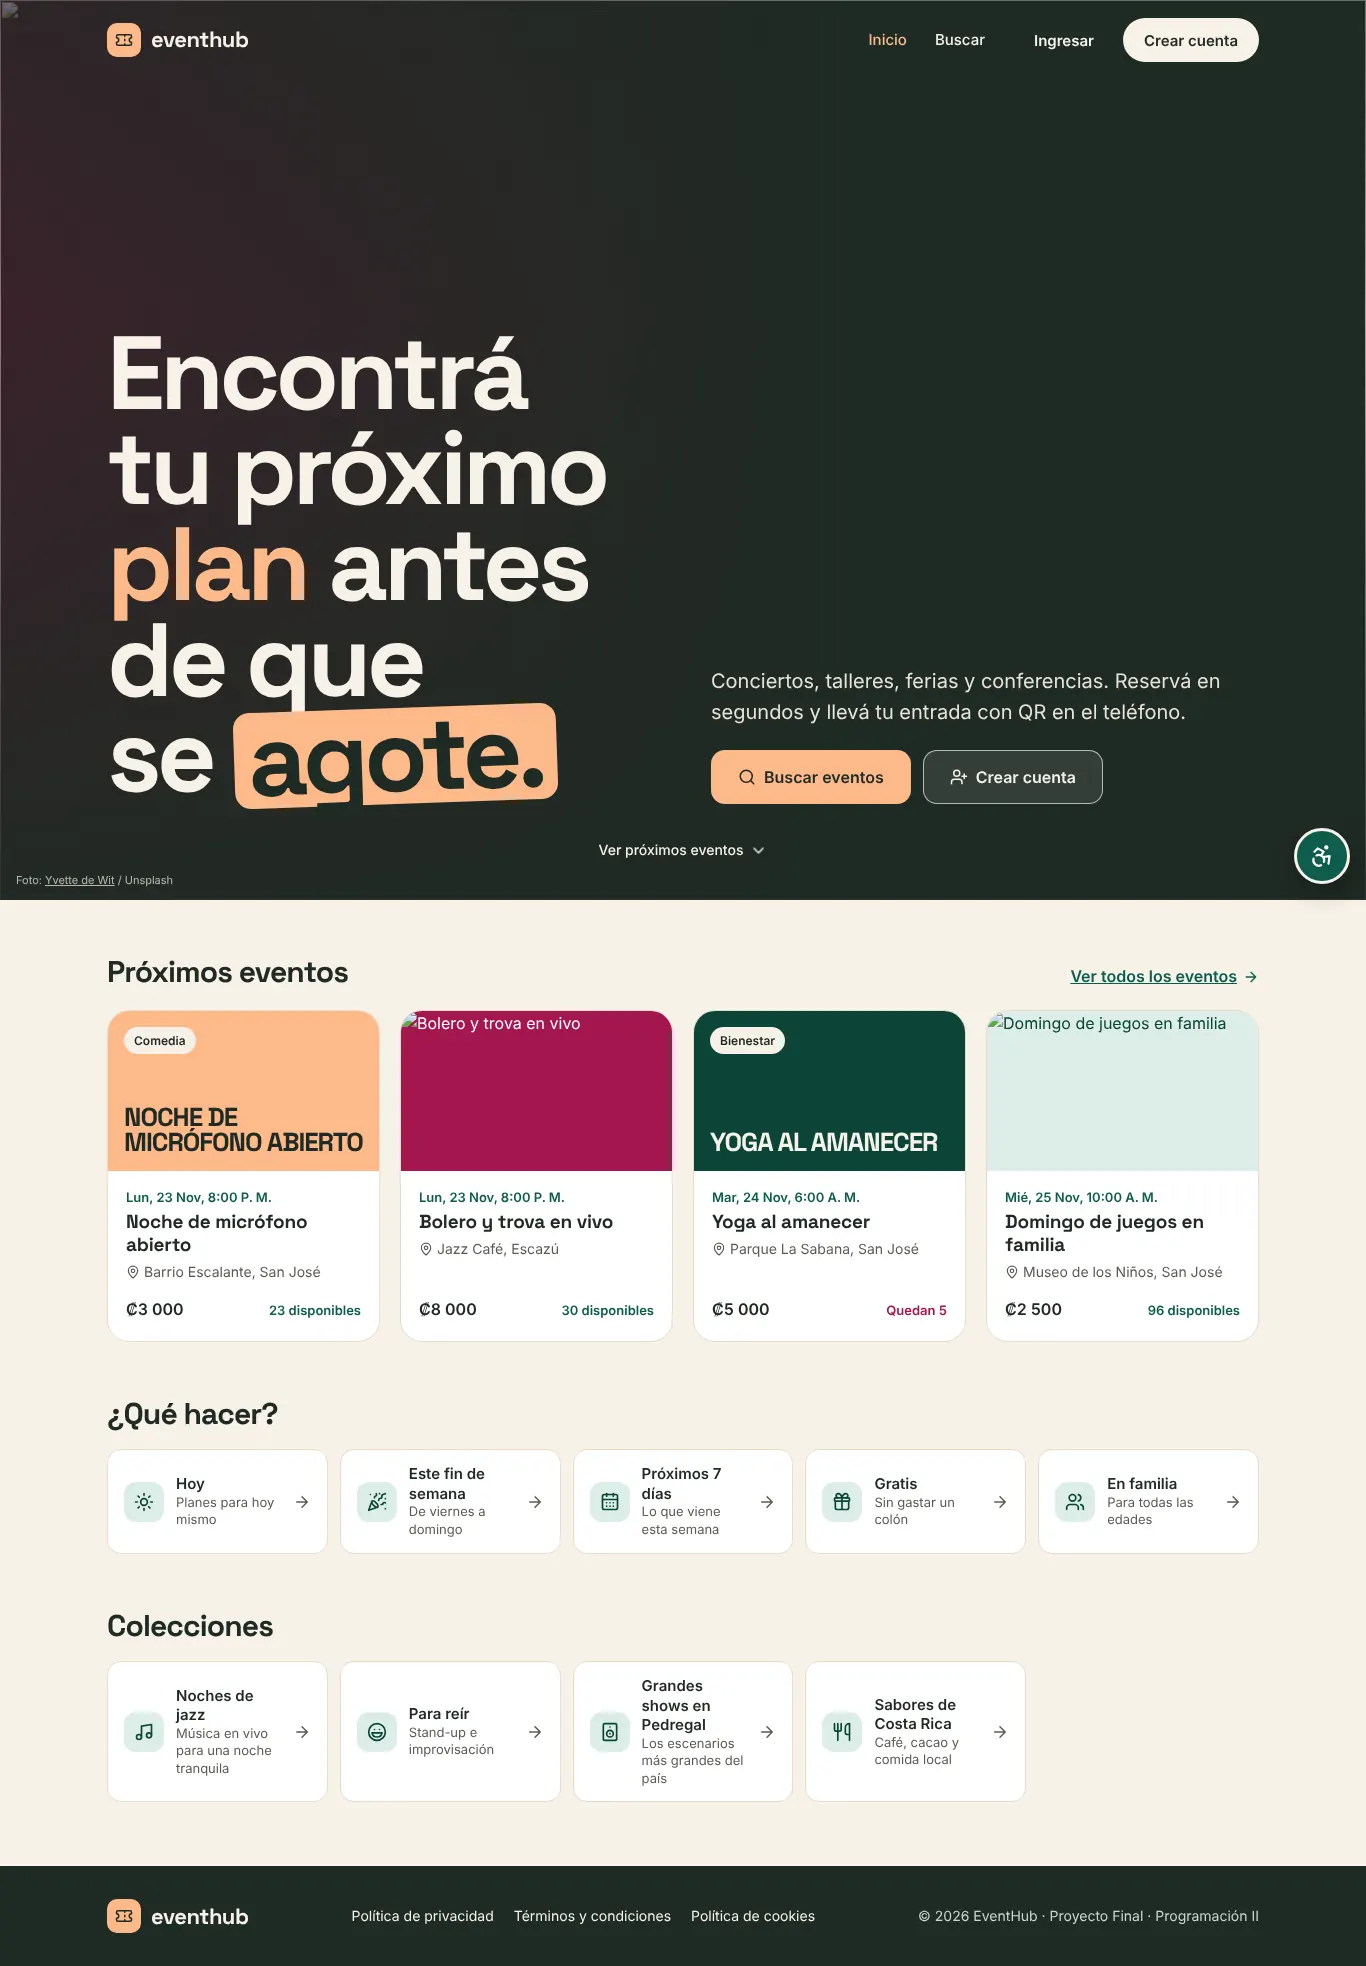 eventhub
Inicio
Buscar
Ingresar
Crear cuenta
Encontrá
tu próximo
plan antes
de que
se agote.
Conciertos, talleres, ferias y conferencias. Reservá en
segundos y llevá tu entrada con QR en el teléfono.
Buscar eventos
Crear cuenta
Ver próximos eventos
Foto: Yvette de Wit / Unsplash
Próximos eventos
Ver todos los eventos
Comedia
NOCHE DE
MICRÓFONO ABIERTO
Lun, 23 Nov, 8:00 P. M.
Noche de micrófono
abierto
Barrio Escalante, San José
₡3 000
23 disponibles
Bolero y trova en vivo
Lun, 23 Nov, 8:00 P. M.
Bolero y trova en vivo
Jazz Café, Escazú
₡8 000
30 disponibles
Bienestar
YOGA AL AMANECER
Mar, 24 Nov, 6:00 A. M.
Yoga al amanecer
Parque La Sabana, San José
₡5 000
Quedan 5
Domingo de juegos en familia
Mié, 25 Nov, 10:00 A. M.
Domingo de juegos en
familia
Museo de los Niños, San José
₡2 500
96 disponibles
¿Qué hacer?
Hoy
Planes para hoy
mismo
Este fin de
semana
De viernes a
domingo
Próximos 7
días
Lo que viene
esta semana
Gratis
Sin gastar un
colón
En familia
Para todas las
edades
Colecciones
Noches de
jazz
Música en vivo
para una noche
tranquila
Para reír
Stand-up e
improvisación
Grandes
shows en
Pedregal
Los escenarios
más grandes del
país
Sabores de
Costa Rica
Café, cacao y
comida local
eventhub
Política de privacidad
Términos y condiciones
Política de cookies
© 2026 EventHub · Proyecto Final · Programación II